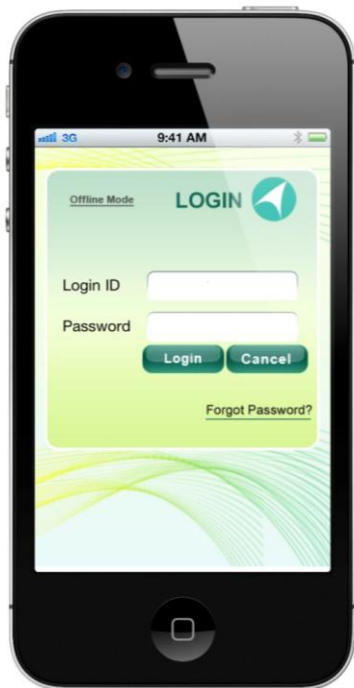 3G 9:41 AM
Offline Mode LOGIN
Login ID
Password
Login Cancel
Forgot Password?